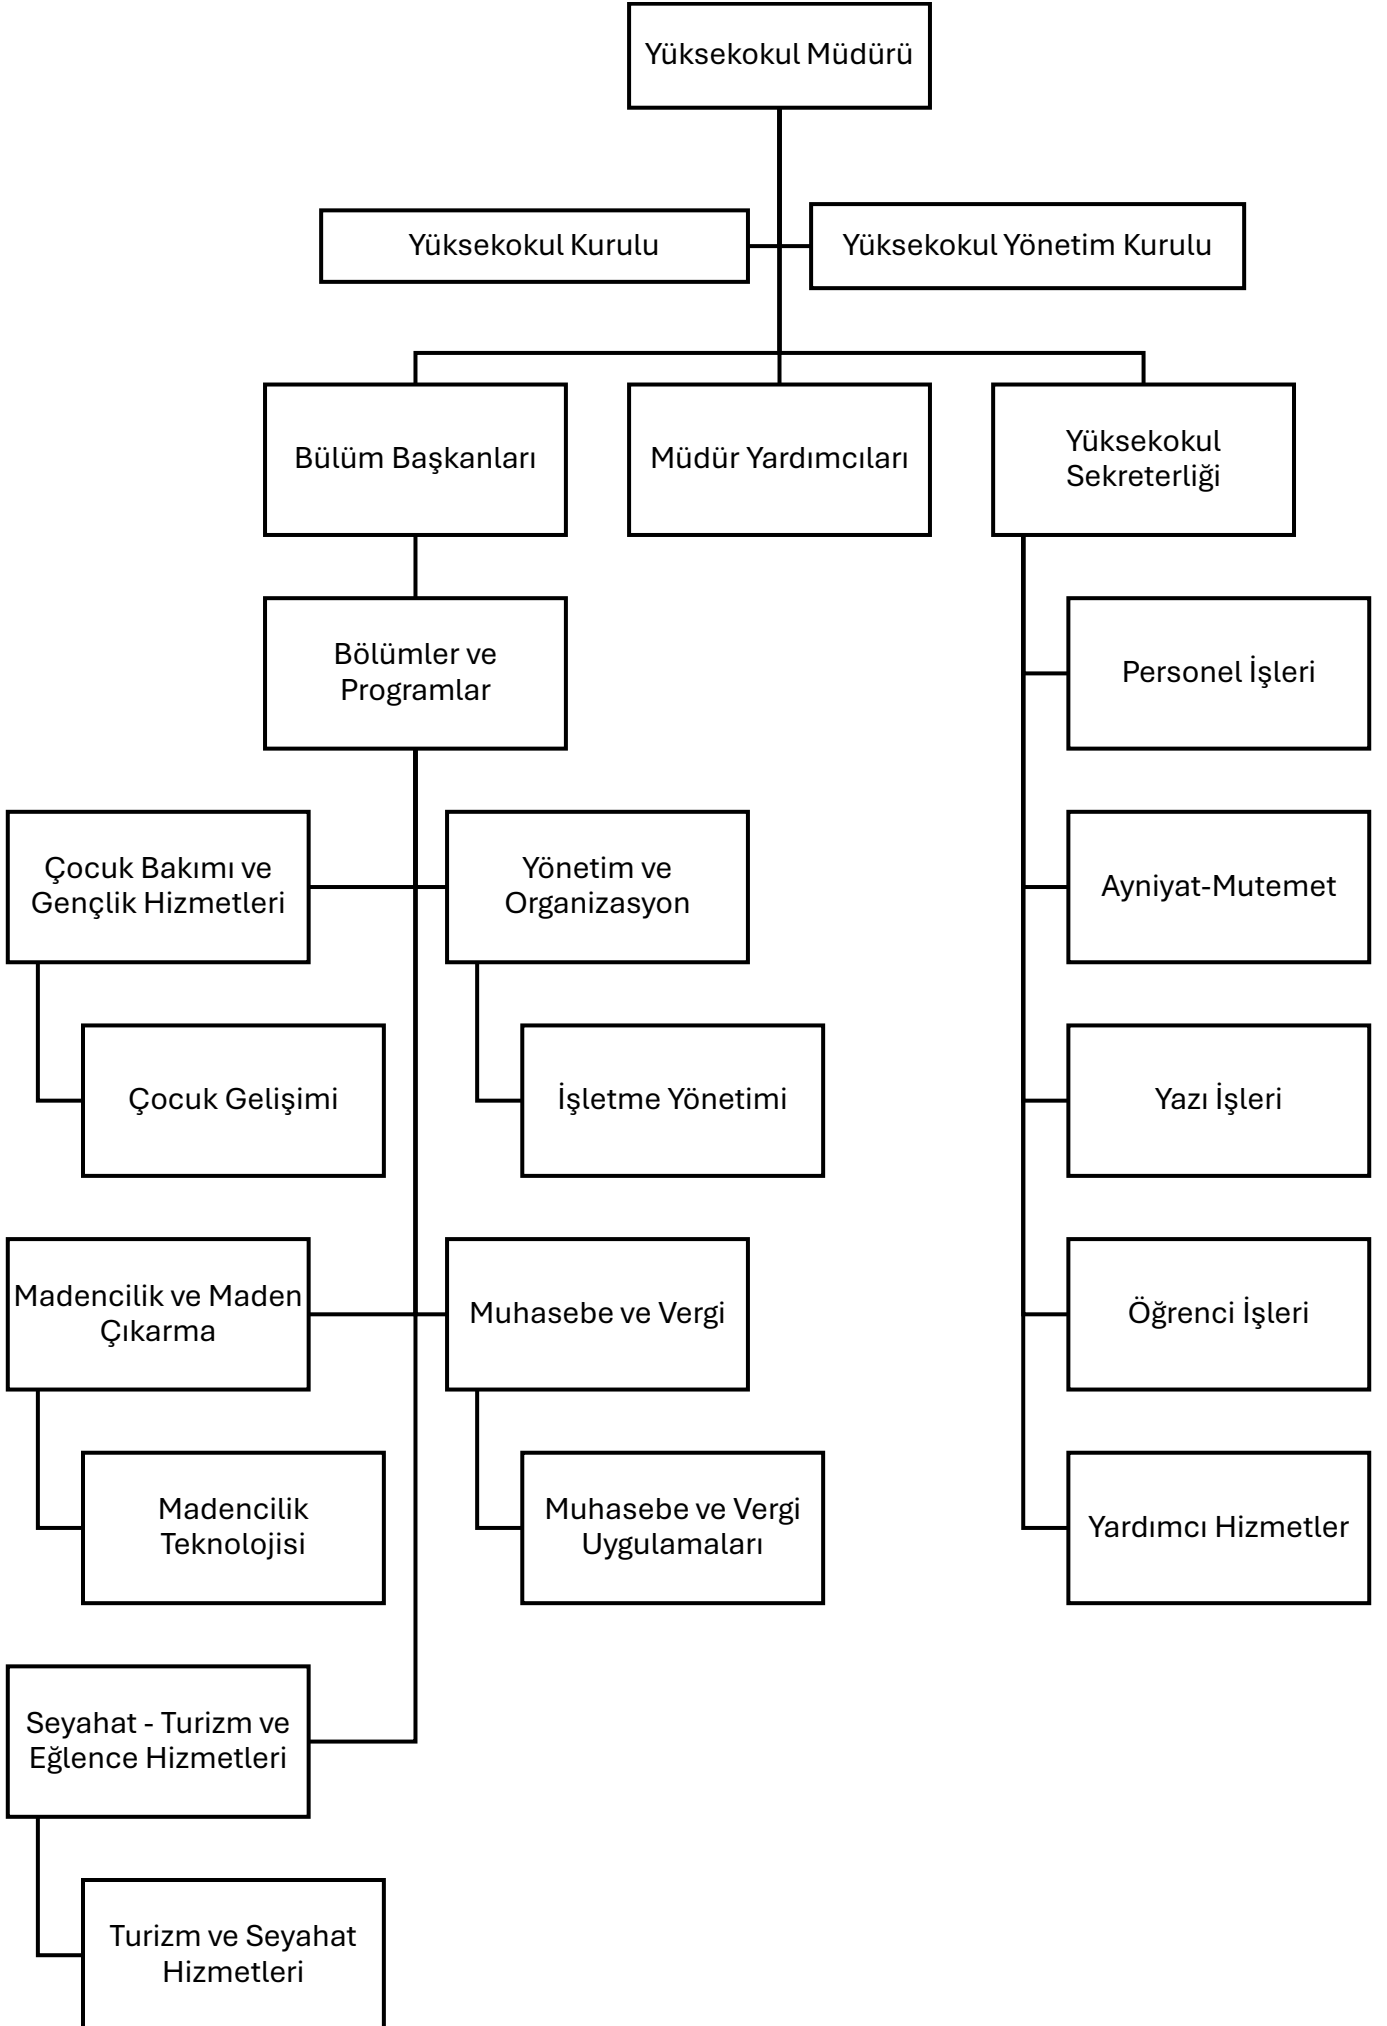 Yüksekokul Müdürü
Yüksekokul Kurulu
Yüksekokul Yönetim Kurulu
Bülüm Başkanları
Müdür Yardımcıları
Yüksekokul
Sekreterliği
Bölümler ve
Programlar
Personel İşleri
Çocuk Bakımı ve
Gençlik Hizmetleri
Yönetim ve
Organizasyon
Ayniyat-Mutemet
Çocuk Gelişimi
İşletme Yönetimi
Yazı İşleri
Madencilik ve Maden
Çıkarma
Muhasebe ve Vergi
Öğrenci İşleri
Madencilik
Teknolojisi
Muhasebe ve Vergi
Uygulamaları
Yardımcı Hizmetler
Seyahat - Turizm ve
Eğlence Hizmetleri
Turizm ve Seyahat
Hizmetleri